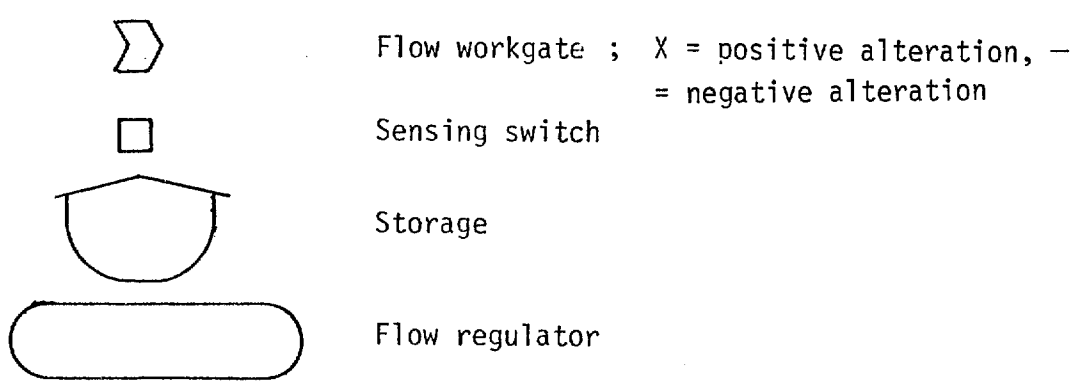 Flow workgate ; X = positive alteration, —
= negative alteration
Sensing switch
Storage
Flow regulator